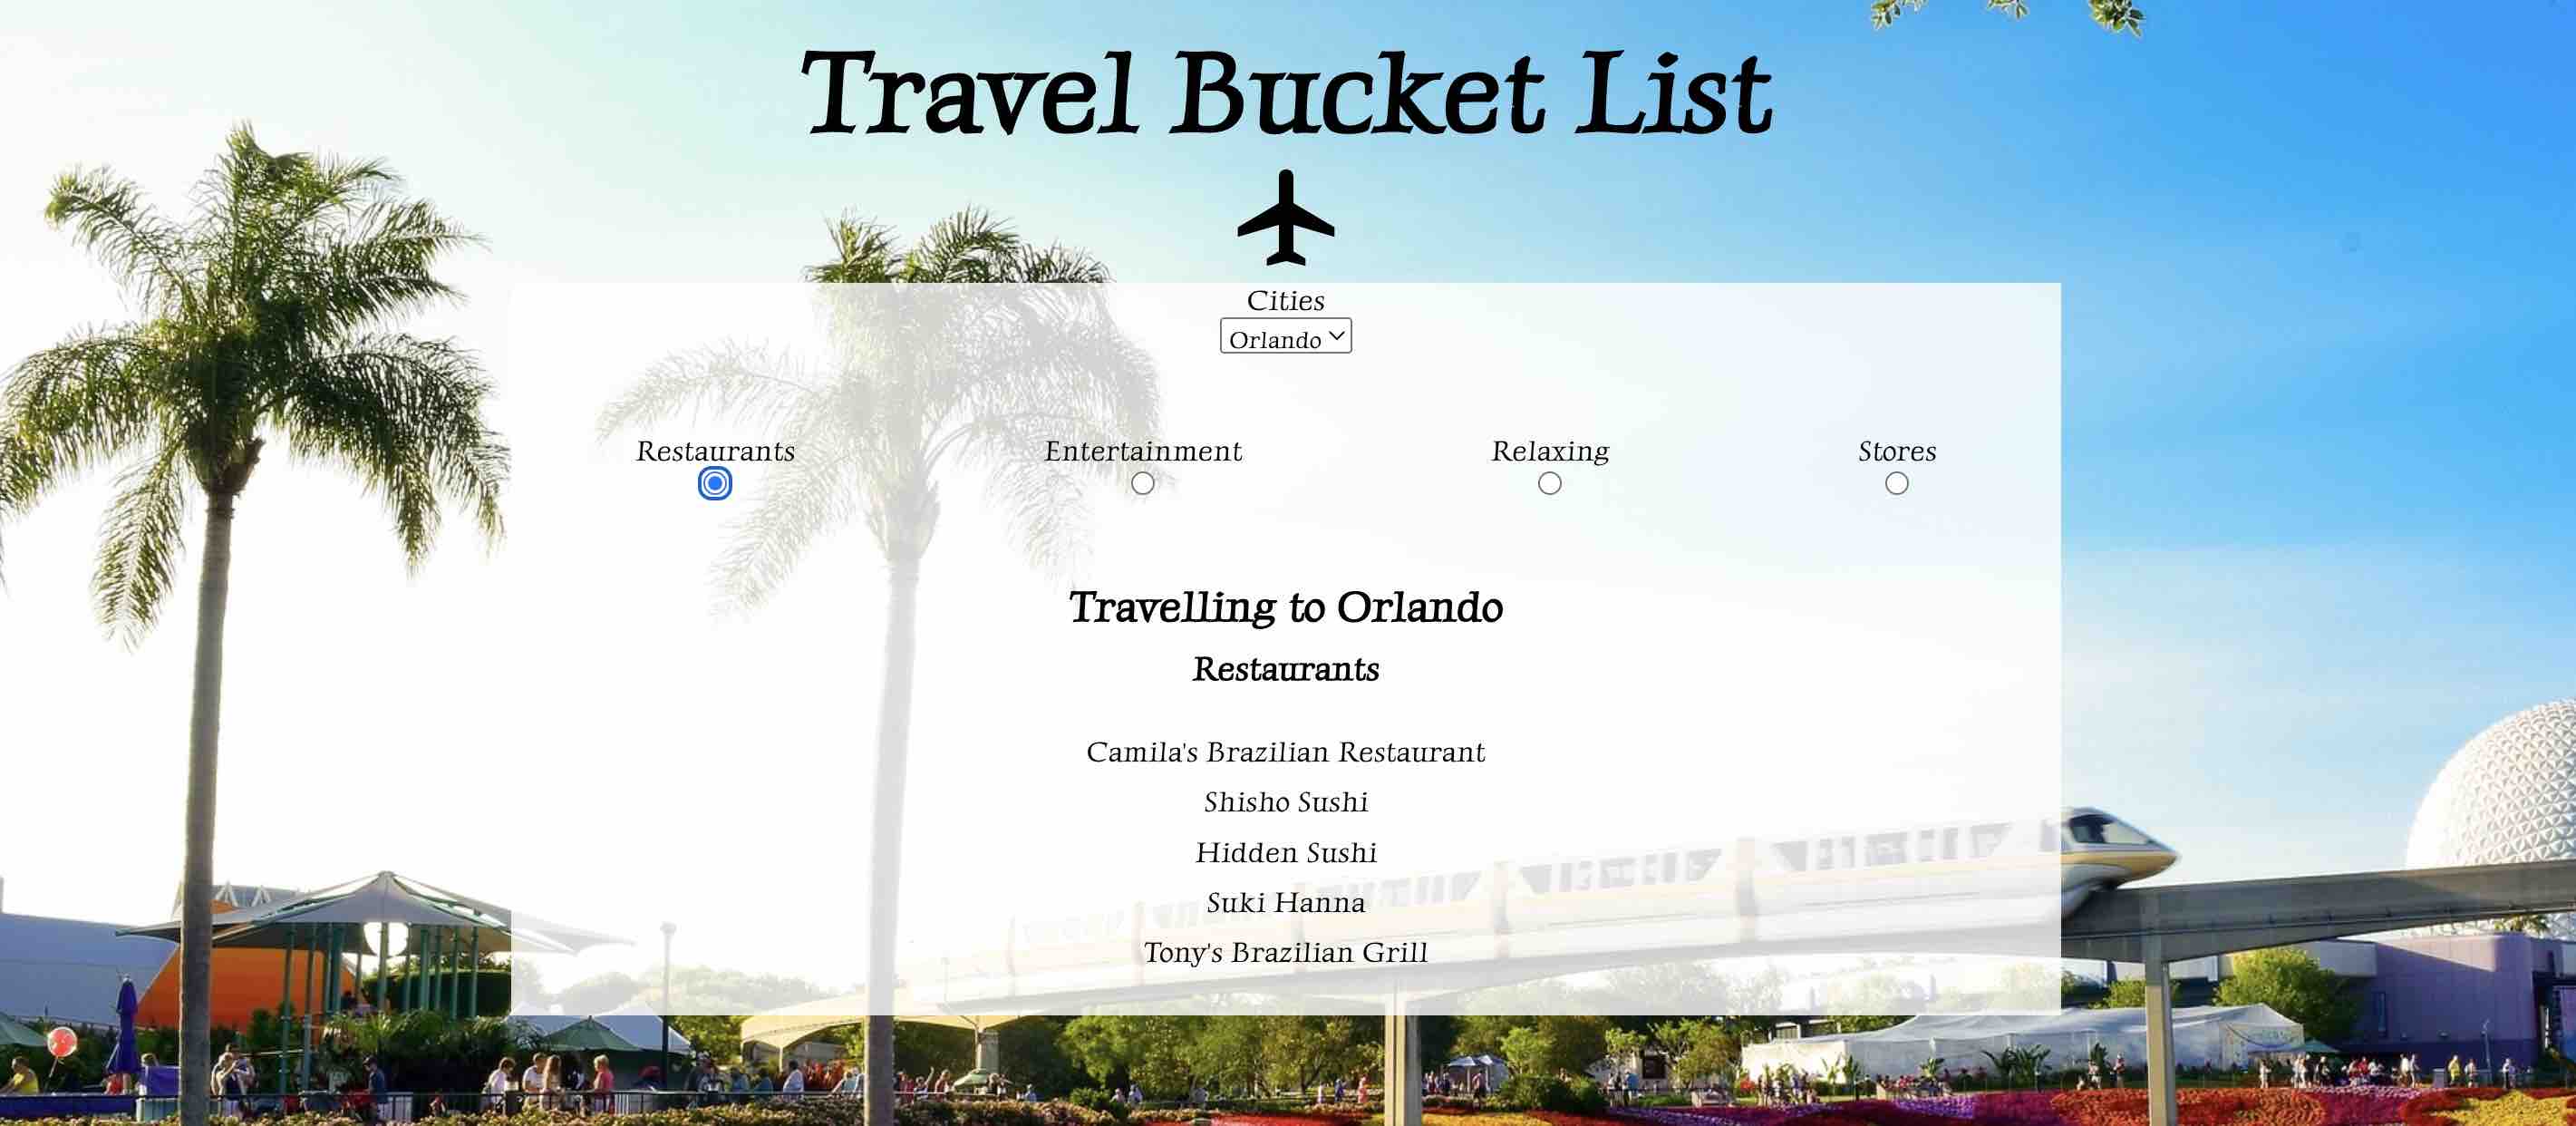 Travel Bucket List
Cities
Orlando
Restaurants Entertainment Relaxing Stores
Travelling to Orlando
Restaurants
Camila's Brazilian Restaurant
Shisho Sushi
Hidden Sushi
Suki Hanna
Tony's Brazilian Grill